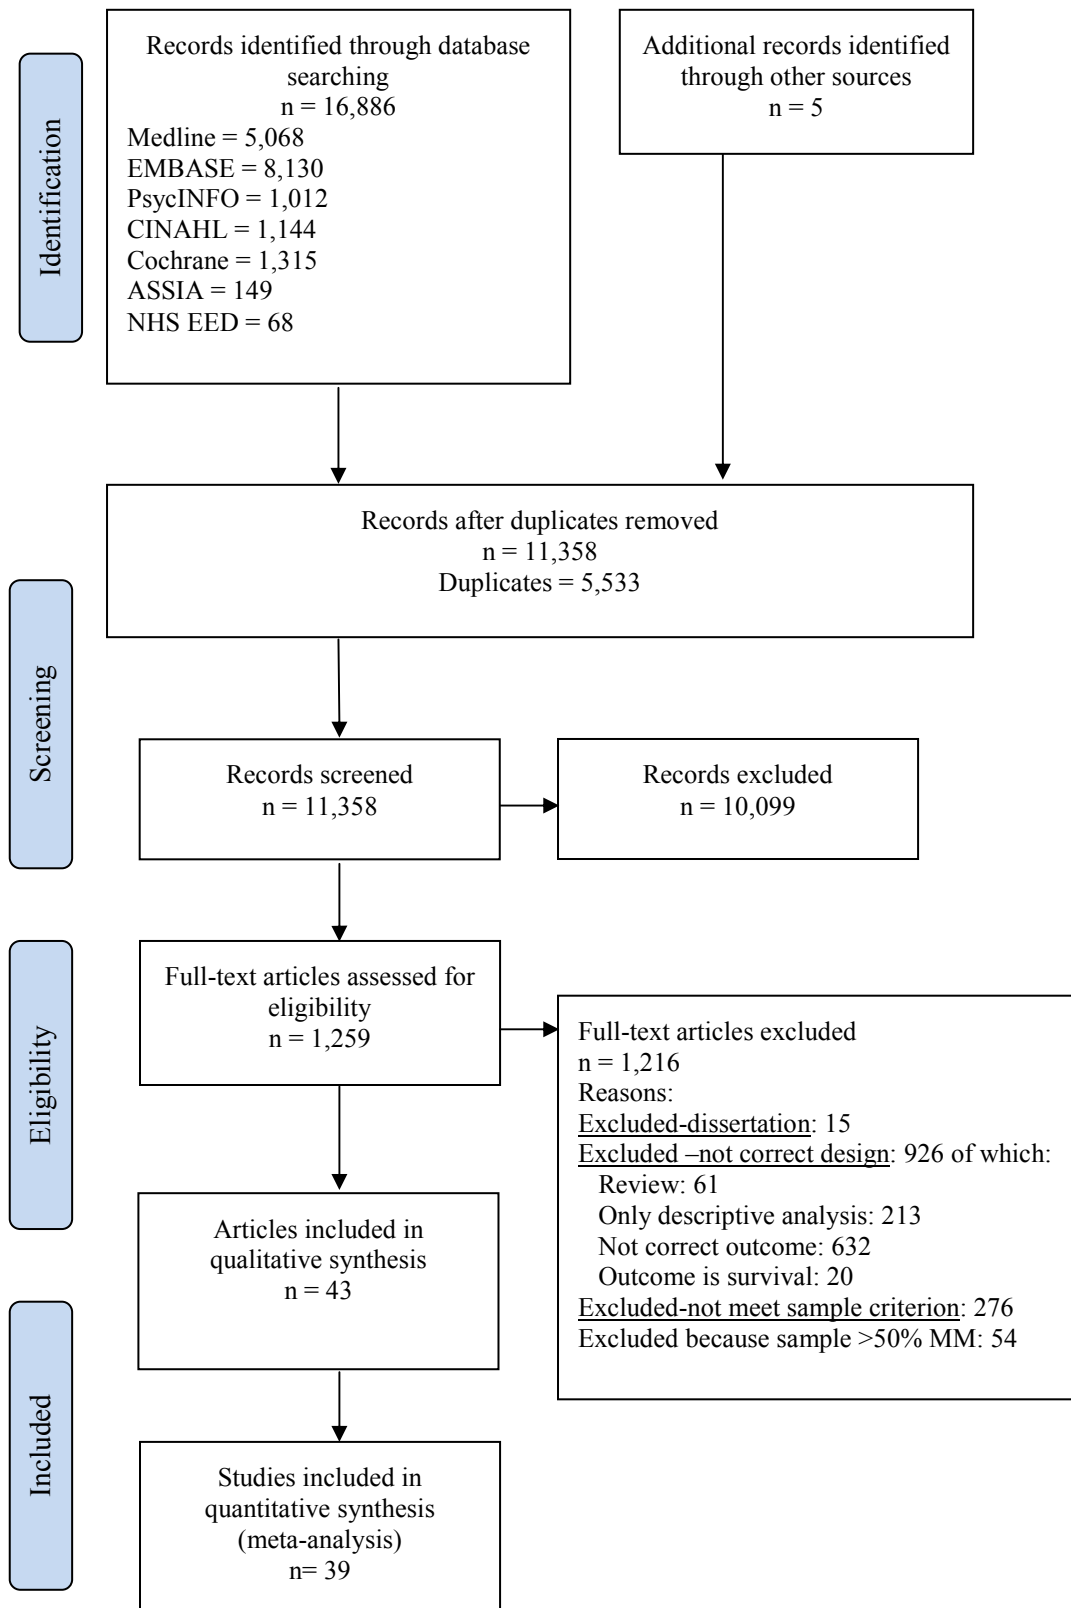 Identification
Records identified through database
searching
n = 16,886
Medline = 5,068
EMBASE = 8,130
PsycINFO = 1,012
CINAHL = 1,144
Cochrane = 1,315
ASSIA = 149
NHS EED = 68
Additional records identified
through other sources
n = 5
Records after duplicates removed
n = 11,358
Duplicates = 5,533
Screening
Records screened
n = 11,358
Records excluded
n = 10,099
Eligibility
Full-text articles assessed for
eligibility
n = 1,259
Full-text articles excluded
n = 1,216
Reasons:
Excluded-dissertation: 15
Excluded –not correct design: 926 of which:
Review: 61
Only descriptive analysis: 213
Not correct outcome: 632
Outcome is survival: 20
Excluded-not meet sample criterion: 276
Excluded because sample >50% MM: 54
Articles included in
qualitative synthesis
n = 43
Included
Studies included in
quantitative synthesis
(meta-analysis)
n= 39